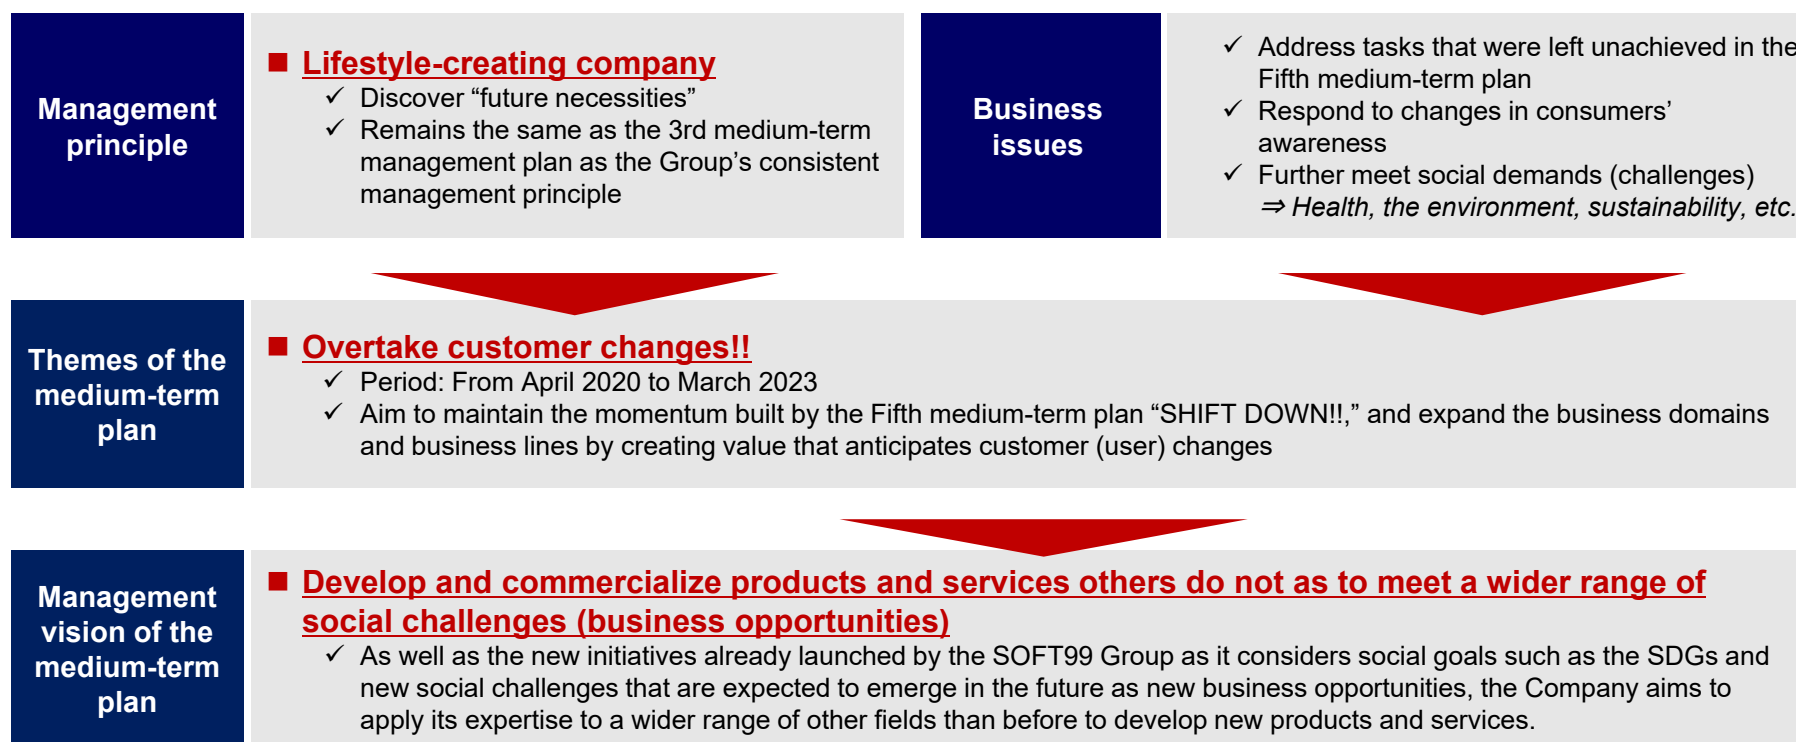 Management
principle
■ Lifestyle-creating company
✓ Discover “future necessities”
✓ Remains the same as the 3rd medium-term
management plan as the Group’s consistent
management principle
Business
issues
✓ Address tasks that were left unachieved in the
Fifth medium-term plan
✓ Respond to changes in consumers’
awareness
✓ Further meet social demands (challenges)
⇒ Health, the environment, sustainability, etc.
Themes of the
medium-term
plan
■ Overtake customer changes!!
✓ Period: From April 2020 to March 2023
✓ Aim to maintain the momentum built by the Fifth medium-term plan “SHIFT DOWN!!,” and expand the business domains
and business lines by creating value that anticipates customer (user) changes
Management
vision of the
medium-term
plan
■ Develop and commercialize products and services others do not as to meet a wider range of
social challenges (business opportunities)
✓ As well as the new initiatives already launched by the SOFT99 Group as it considers social goals such as the SDGs and
new social challenges that are expected to emerge in the future as new business opportunities, the Company aims to
apply its expertise to a wider range of other fields than before to develop new products and services.